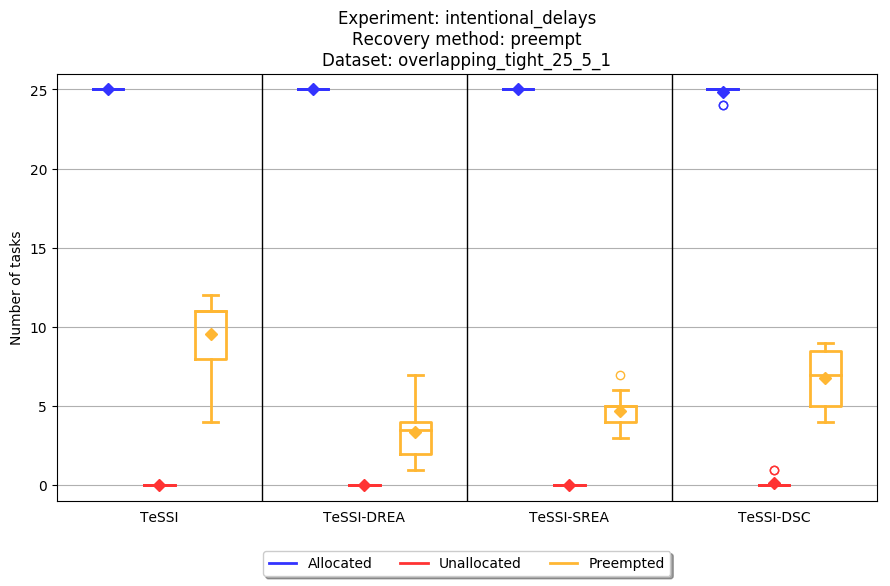 Experiment: intentional_delays
Recovery method: preempt
Dataset: overlapping_tight_25_5_1
Number of tasks
25
20
15
10
5
0
TeSSI
TeSSI-DREA
TeSSI-SREA
TeSSI-DSC
Allocated
Unallocated
Preempted